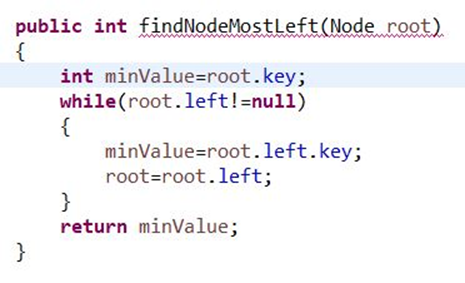 public int findNodeMostLeft(Node root)
{
    int minValue=root.key;
    while(root.left!=null)
    {
        minValue=root.left.key;
        root=root.left;
    }
    return minValue;
}